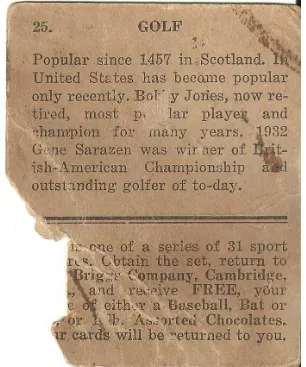 25. GOLF
Popular since 1457 in Scotland. In
United States has become popular
only recently. Bobby Jones, now re-
tired, most player and
champion for many years. 1932
Gene Sarazen was winner of Brit-
ish-American Championship and
outstanding golfer of to-day.
one of a series of 31 sport
Obtain the set, return to
Company, Cambridge,
and receive FREE, your
of either a Baseball, Bat or
or Assorted Chocolates.
cards will be returned to you.